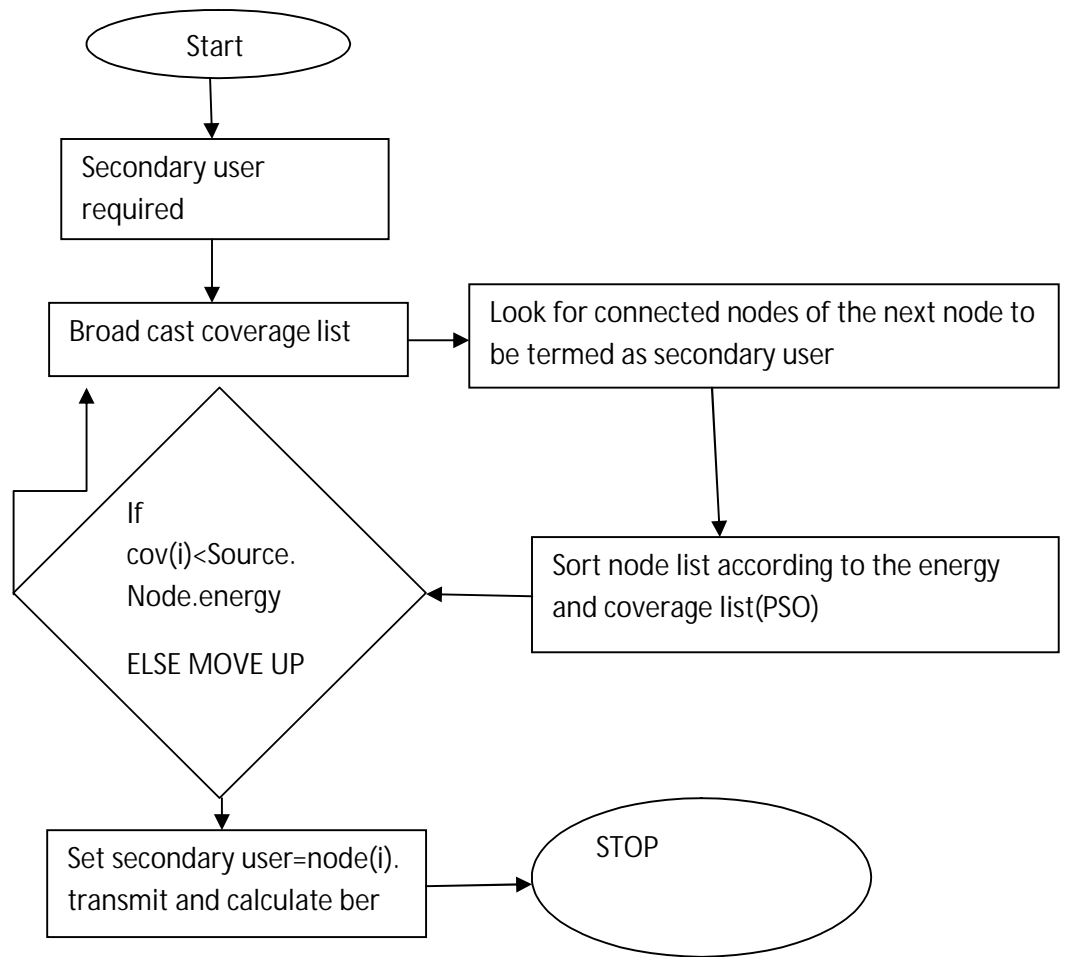 Start
Secondary user
required
Broad cast coverage list
Look for connected nodes of the next node to
be termed as secondary user
Sort node list according to the energy
and coverage list(PSO)
If
cov(i)<Source.
Node.energy
ELSE MOVE UP
Set secondary user=node(i).
transmit and calculate ber
STOP